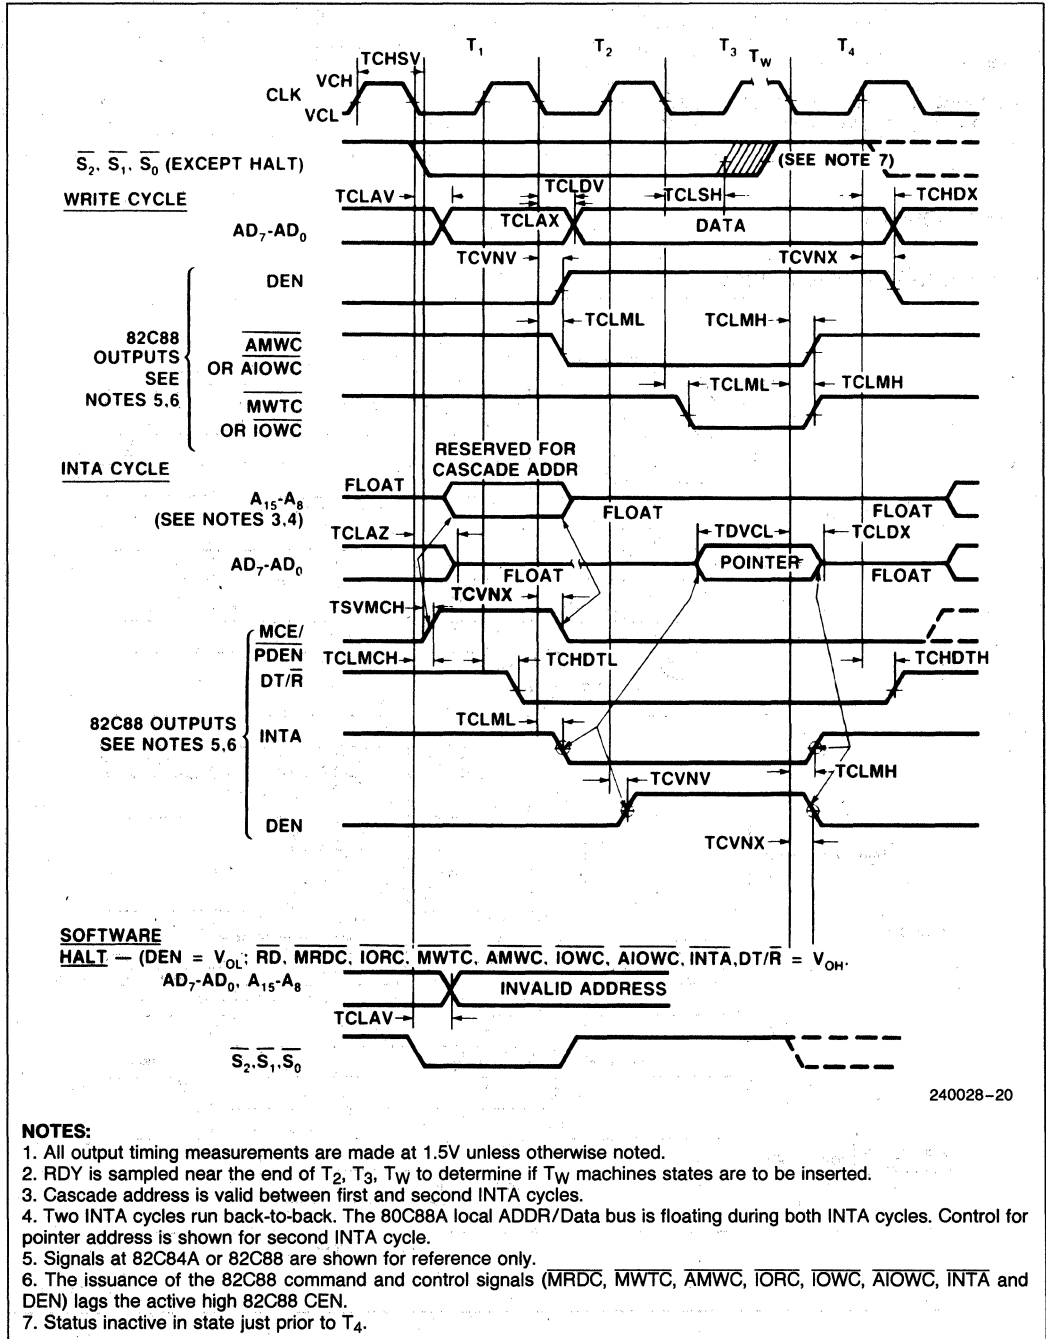 T1 T2 T3 TW T4
TCHSV
VCH
CLK
VCL
S2, S1, S0 (EXCEPT HALT)
(SEE NOTE 7)
WRITE CYCLE
TCLAV
TCLDV
TCLAX
TCLSH
TCHDX
AD7-AD0
DATA
TCVNV
TCVNX
DEN
82C88
OUTPUTS
SEE
NOTES 5,6
TCLML
TCLMH
AMWC
OR AIOWC
TCLML
TCLMH
MWTC
OR IOWC
INTA CYCLE
RESERVED FOR
CASCADE ADDR
FLOAT
A15-A8
(SEE NOTES 3,4)
FLOAT
FLOAT
TCLAZ
TDVCL
TCLDX
AD7-AD0
FLOAT
POINTER
FLOAT
TCVNX
TSVMCH
MCE/
PDEN
TCLMCH
TCHDTL
TCHDTH
DT/R
82C88 OUTPUTS
SEE NOTES 5,6
TCLML
INTA
TCLMH
TCVNV
DEN
TCVNX
SOFTWARE
HALT — (DEN = VOL; RD, MRDC, IORC, MWTC, AMWC, IOWC, AIOWC, INTA,DT/R = VOH.
AD7-AD0, A15-A8
INVALID ADDRESS
TCLAV
S2,S1,S0
240028-20
NOTES:
1. All output timing measurements are made at 1.5V unless otherwise noted.
2. RDY is sampled near the end of T2, T3, TW to determine if TW machines states are to be inserted.
3. Cascade address is valid between first and second INTA cycles.
4. Two INTA cycles run back-to-back. The 80C88A local ADDR/Data bus is floating during both INTA cycles. Control for
pointer address is shown for second INTA cycle.
5. Signals at 82C84A or 82C88 are shown for reference only.
6. The issuance of the 82C88 command and control signals (MRDC, MWTC, AMWC, IORC, IOWC, AIOWC, INTA and
DEN) lags the active high 82C88 CEN.
7. Status inactive in state just prior to T4.